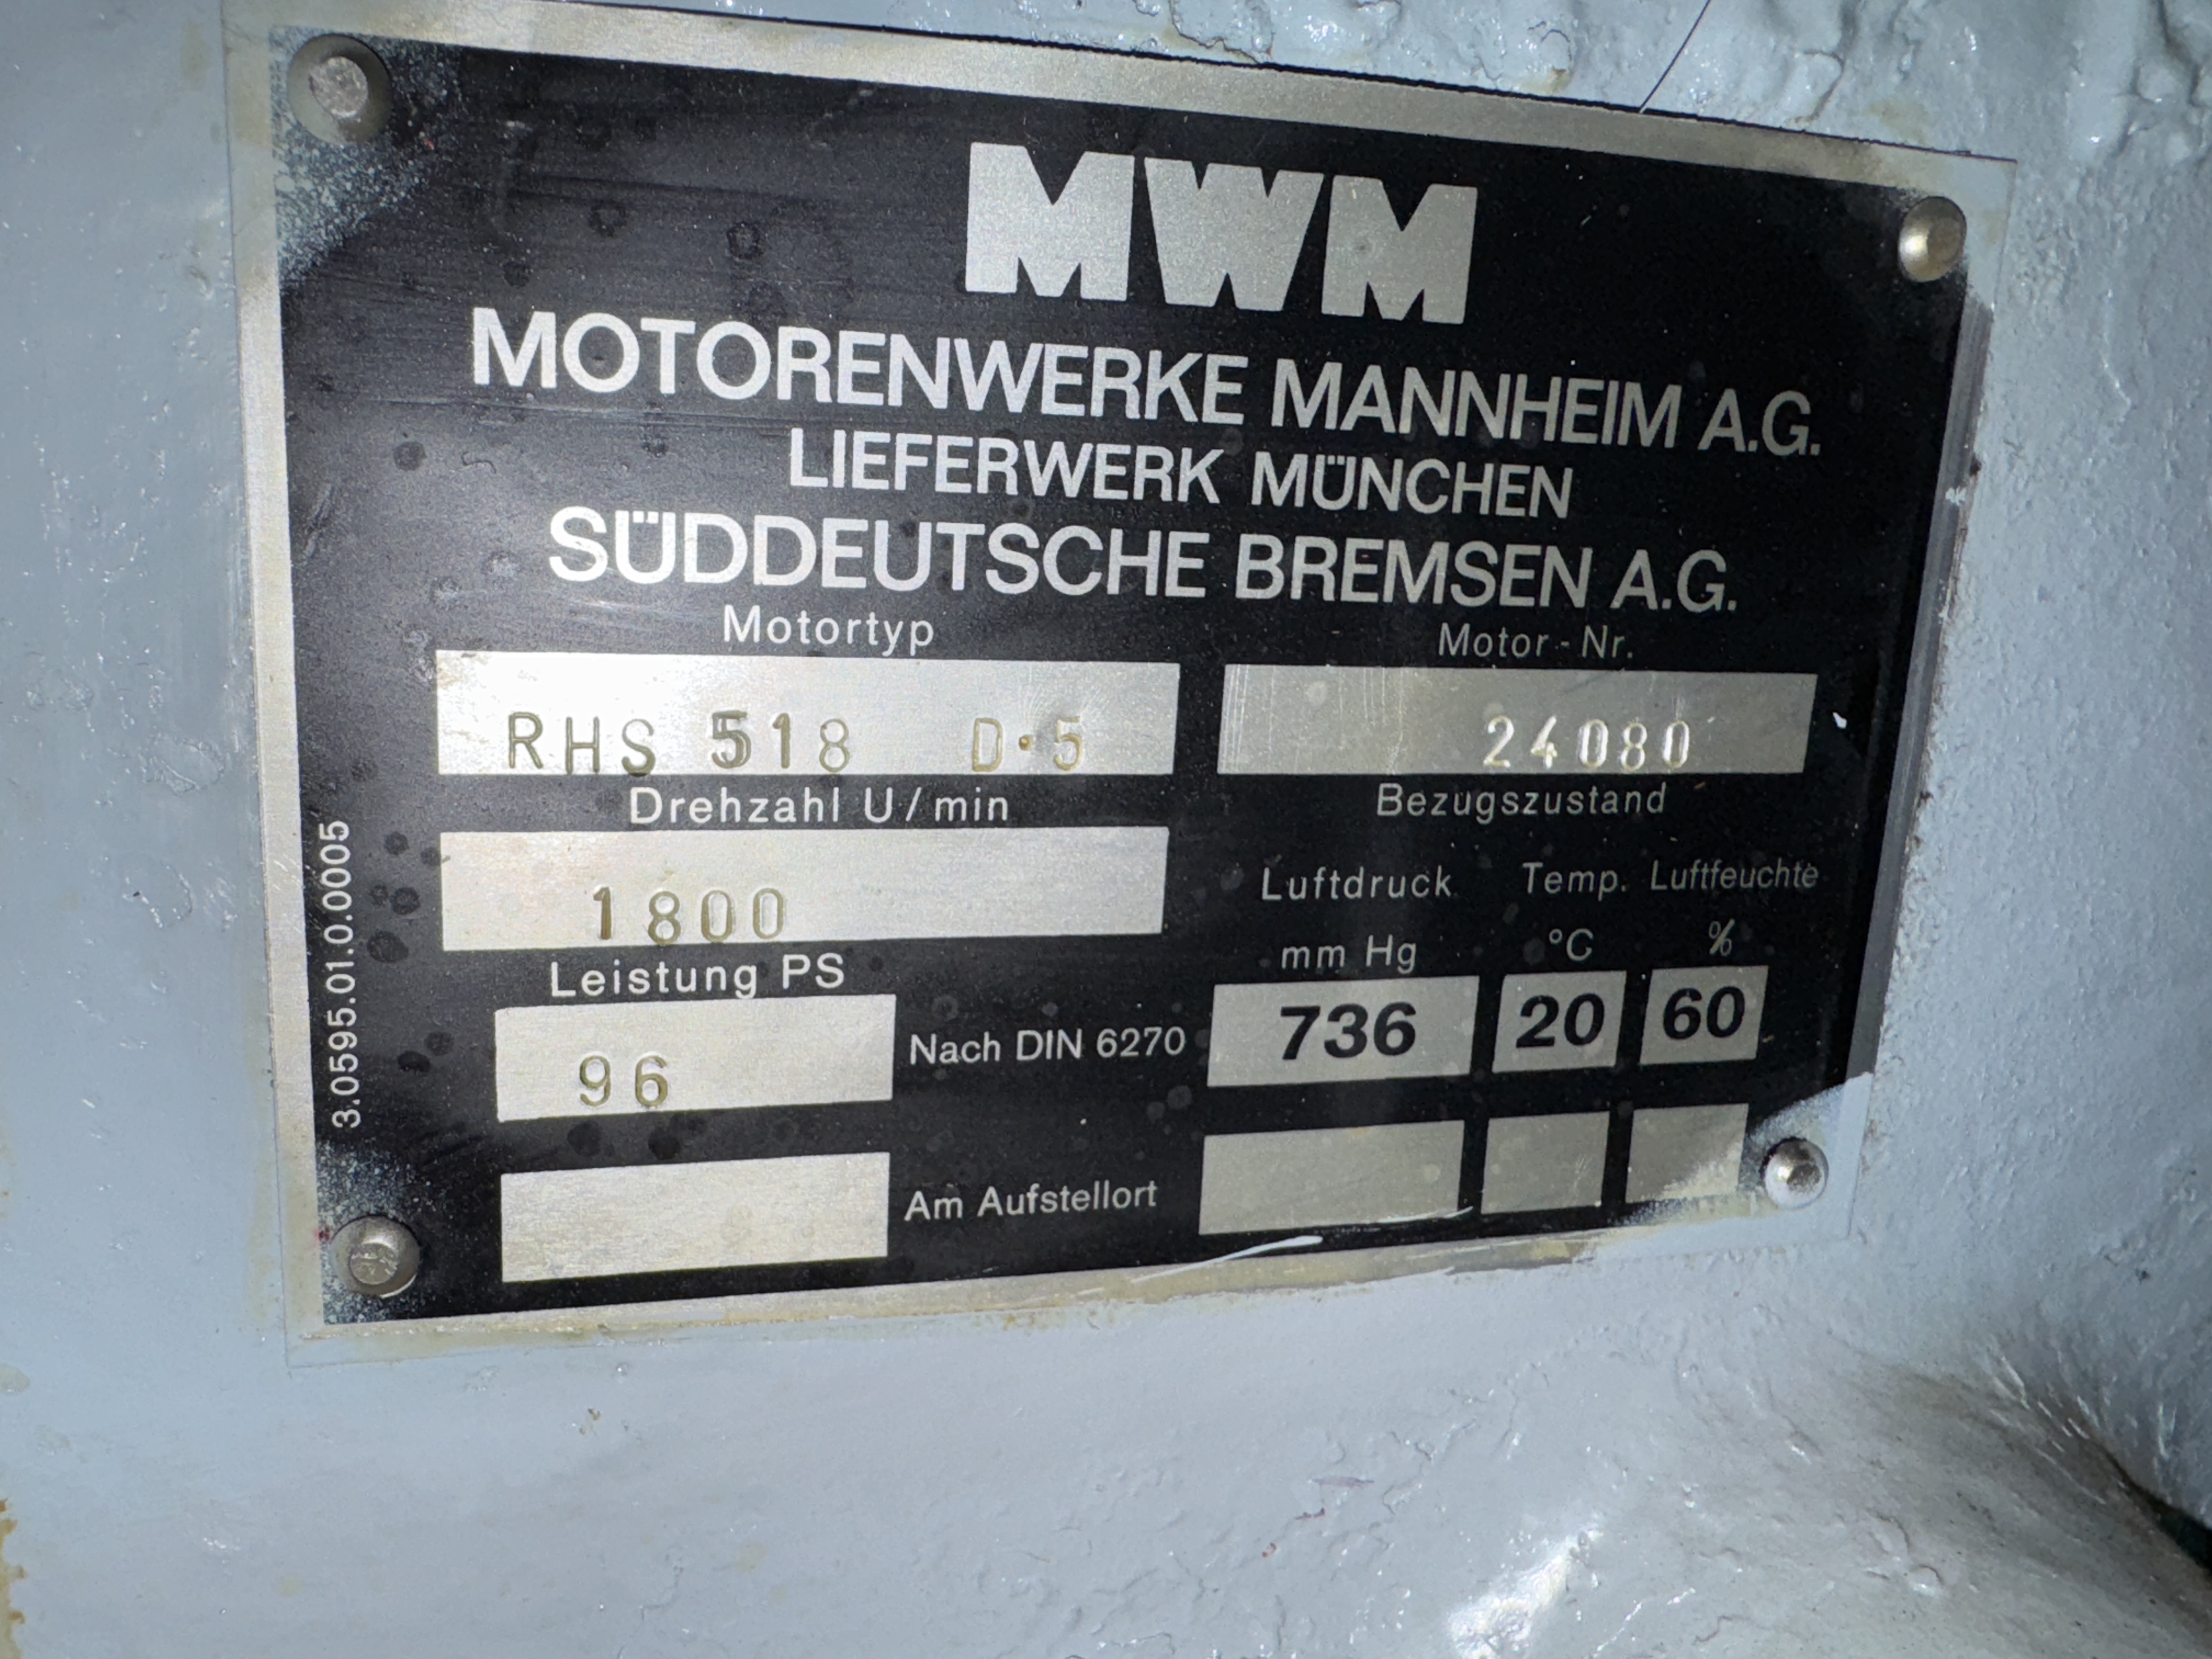 MWM
MOTORENWERKE MANNHEIM A.G.
LIEFERWERK MÜNCHEN
SÜDDEUTSCHE BREMSEN A.G.
Motortyp Motor - Nr.
RHS 518 D·5 24080
Drehzahl U/min Bezugszustand
1800
Luftdruck Temp. Luftfeuchte
mm Hg °C %
Leistung PS
96 Nach DIN 6270 736 20 60
Am Aufstellort
3.0595.01.0.0005